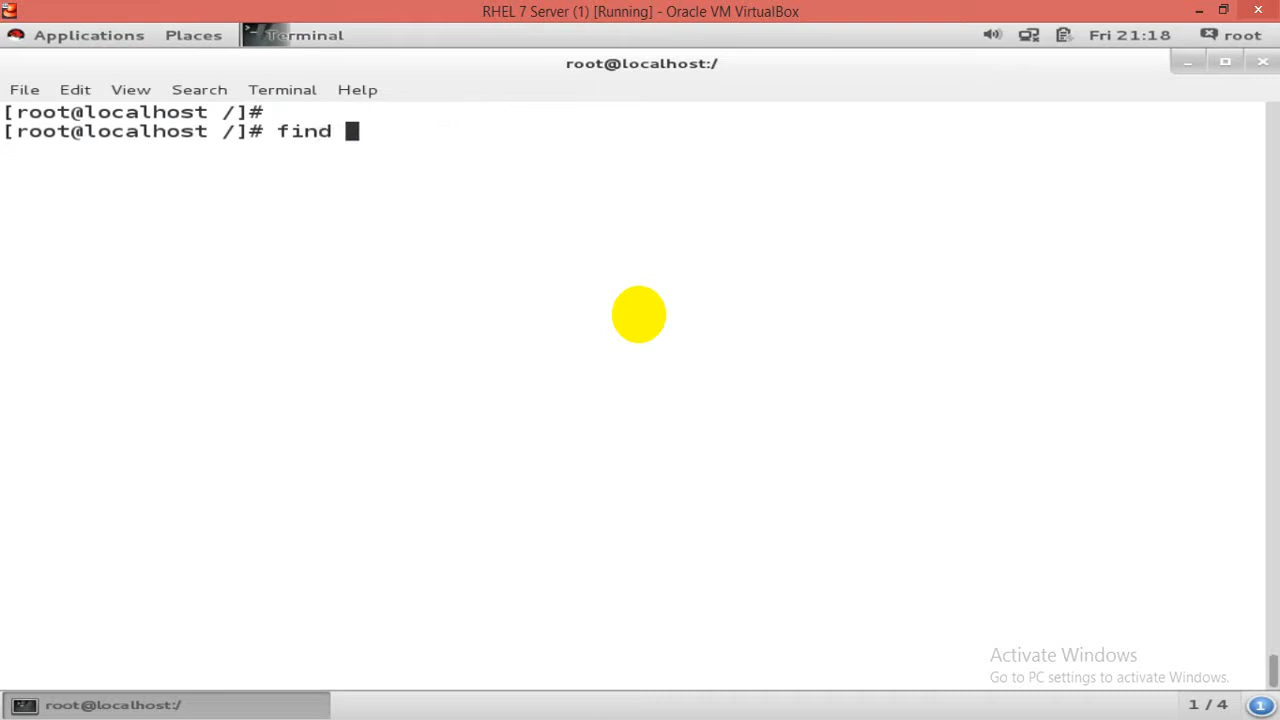 RHEL 7 Server (1) [Running] - Oracle VM VirtualBox
Applications Places Terminal Fri 21:18 root
root@localhost:/
File Edit View Search Terminal Help
[root@localhost /]#
[root@localhost /]# find
Activate Windows
Go to PC settings to activate Windows.
root@localhost:/ 1 / 4 1